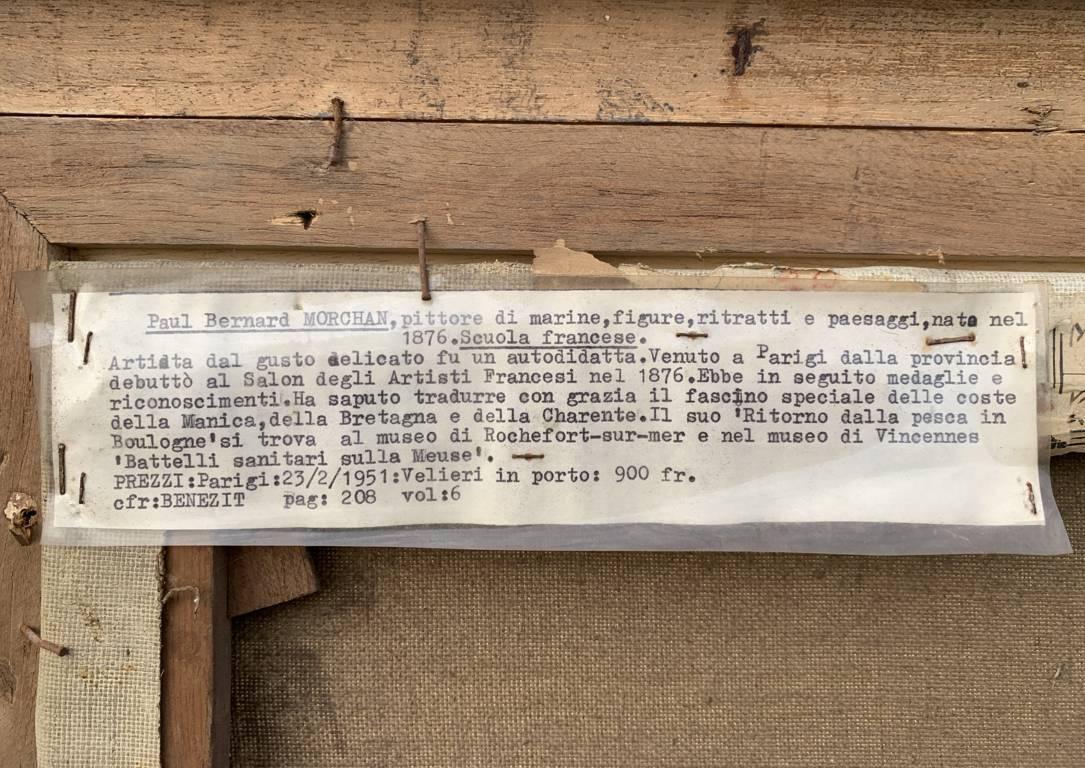 Paul Bernard MORCHAN,pittore di marine,figure,ritratti e paesaggi,nato nel
1876.Scuola francese.
Artidta dal gusto delicato fu un autodidatta.Venuto a Parigi dalla provincia
debuttò al Salon degli Artisti Francesi nel 1876.Ebbe in seguito medaglie e
riconoscimenti.Ha saputo tradurre con grazia il fascino speciale delle coste
della Manica,della Bretagna e della Charente.Il suo 'Ritorno dalla pesca in
Boulogne'si trova al museo di Rochefort-sur-mer e nel museo di Vincennes
'Battelli sanitari sulla Meuse'.
PREZZI:Parigi:23/2/1951:Velieri in porto: 900 fr.
cfr:BENEZIT pag: 208 vol:6